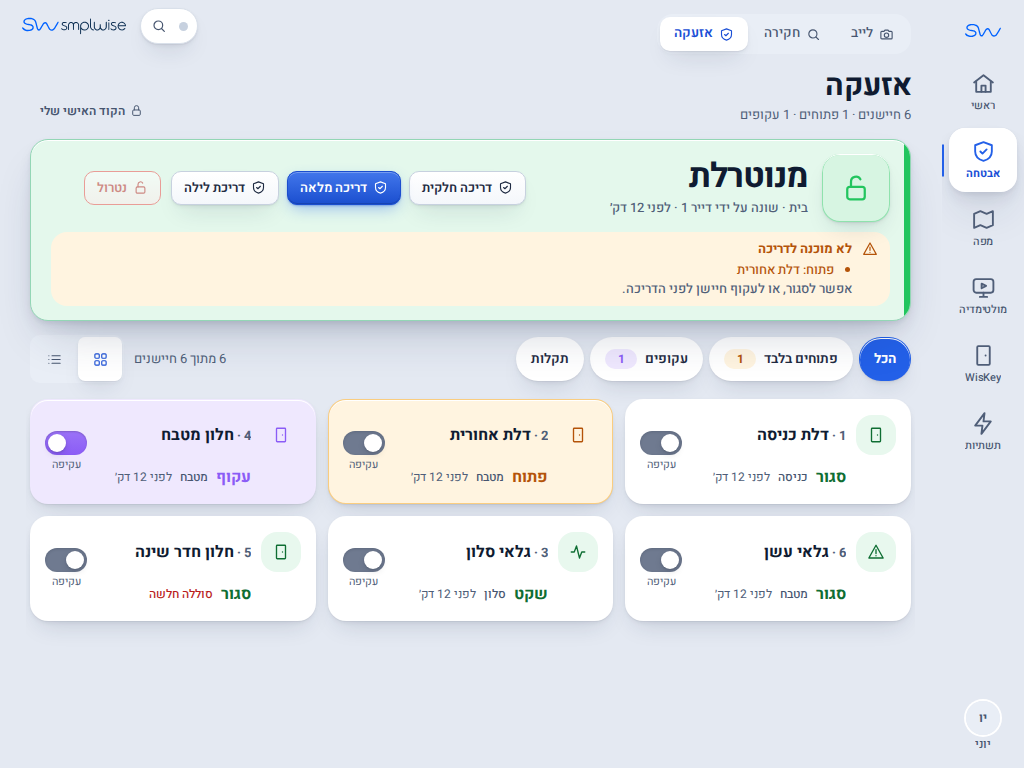 smplwise
לייב
חקירה
אזעקה
ראשי
אבטחה
מפה
מולטימדיה
WisKey
תשתיות
יו
יוני
אזעקה
6 חיישנים · 1 פתוחים · 1 עקופים
הקוד האישי שלי
מנוטרלת
בית · שונה על ידי דייר 1 · לפני 12 דק׳
דריכה חלקית
דריכה מלאה
דריכת לילה
נטרול
לא מוכנה לדריכה
• פתוח: דלת אחורית
אפשר לסגור, או לעקוף חיישן לפני הדריכה.
הכל
פתוחים בלבד 1
עקופים 1
תקלות
6 מתוך 6 חיישנים
1 · דלת כניסה
עקיפה
סגור כניסה לפני 12 דק׳
2 · דלת אחורית
עקיפה
פתוח מטבח לפני 12 דק׳
4 · חלון מטבח
עקיפה
עקוף מטבח לפני 12 דק׳
6 · גלאי עשן
עקיפה
סגור מטבח לפני 12 דק׳
3 · גלאי סלון
עקיפה
שקט סלון לפני 12 דק׳
5 · חלון חדר שינה
עקיפה
סגור סוללה חלשה